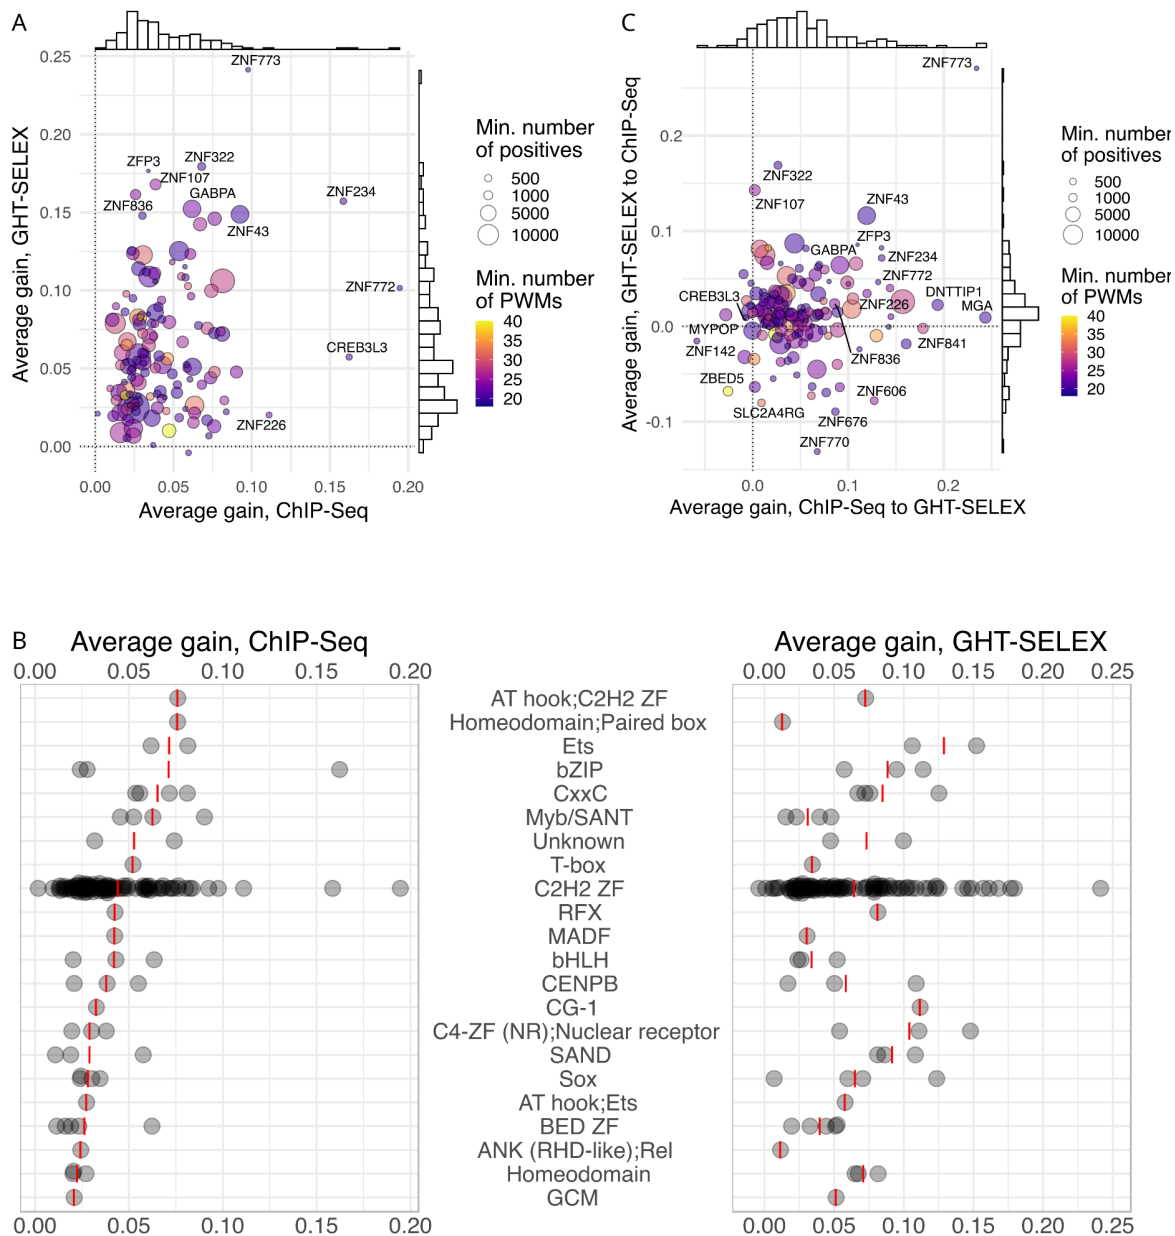 A
0.25
0.20
0.15
0.10
0.05
0.00
Average gain, GHT-SELEX
ZNF773
ZFP3
ZNF322
ZNF107
GABPA
ZNF836
ZNF43
ZNF234
ZNF772
CREB3L3
ZNF226
0.00
0.05
0.10
0.15
0.20
Average gain, ChIP-Seq
Min. number
of positives
500
1000
5000
10000
Min. number
of PWMs
40
35
30
25
20
C
0.2
0.1
0.0
-0.1
Average gain, GHT-SELEX to ChIP-Seq
ZNF773
ZNF322
ZNF107
ZNF43
ZFP3
GABPA
ZNF234
ZNF772
CREB3L3
DNTTIP1
ZNF226
MGA
MYPOP
ZNF142
ZNF841
ZNF836
ZBED5
ZNF606
SLC2A4RG
ZNF676
ZNF770
0.0
0.1
0.2
Average gain, ChIP-Seq to GHT-SELEX
Min. number
of positives
500
1000
5000
10000
Min. number
of PWMs
40
35
30
25
20
B
Average gain, ChIP-Seq
0.00 0.05 0.10 0.15 0.20
Average gain, GHT-SELEX
0.00 0.05 0.10 0.15 0.20 0.25
AT hook;C2H2 ZF
Homeodomain;Paired box
Ets
bZIP
CxxC
Myb/SANT
Unknown
T-box
C2H2 ZF
RFX
MADF
bHLH
CENPB
CG-1
C4-ZF (NR);Nuclear receptor
SAND
Sox
AT hook;Ets
BED ZF
ANK (RHD-like);Rel
Homeodomain
GCM
0.00 0.05 0.10 0.15 0.20
0.00 0.05 0.10 0.15 0.20 0.25